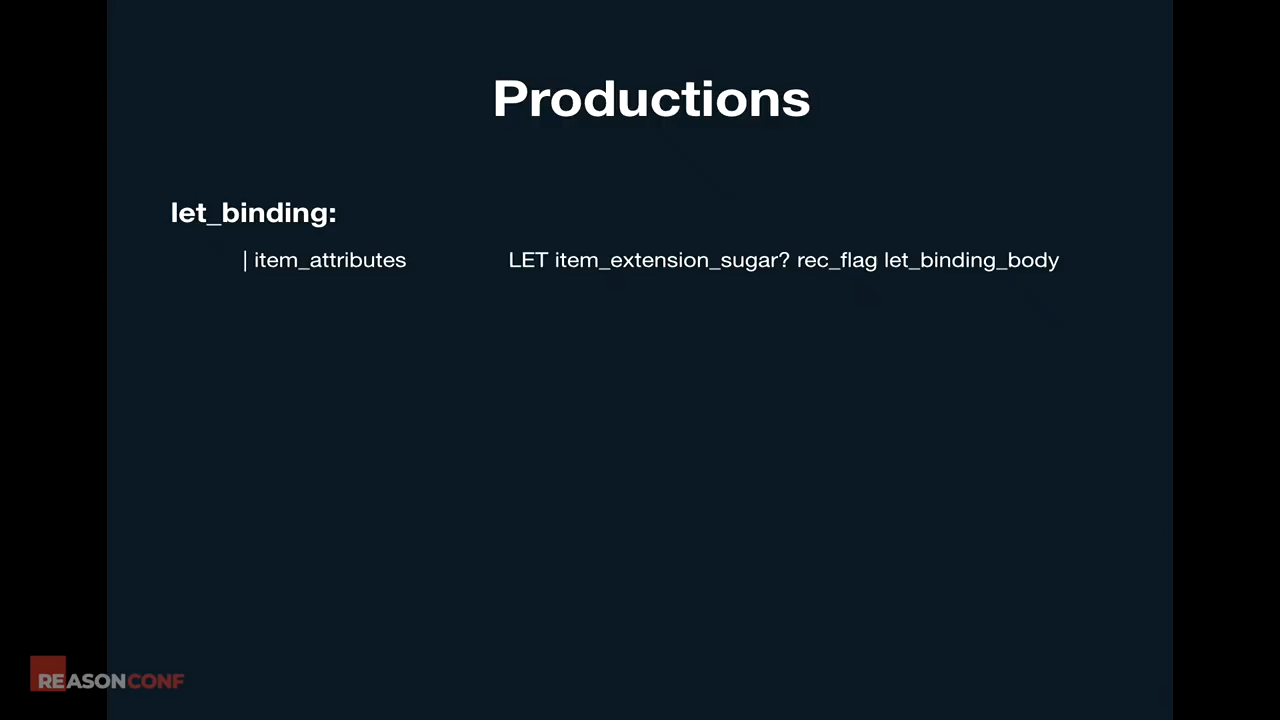 Productions
let_binding:
| item_attributes LET item_extension_sugar? rec_flag let_binding_body
REASONCONF